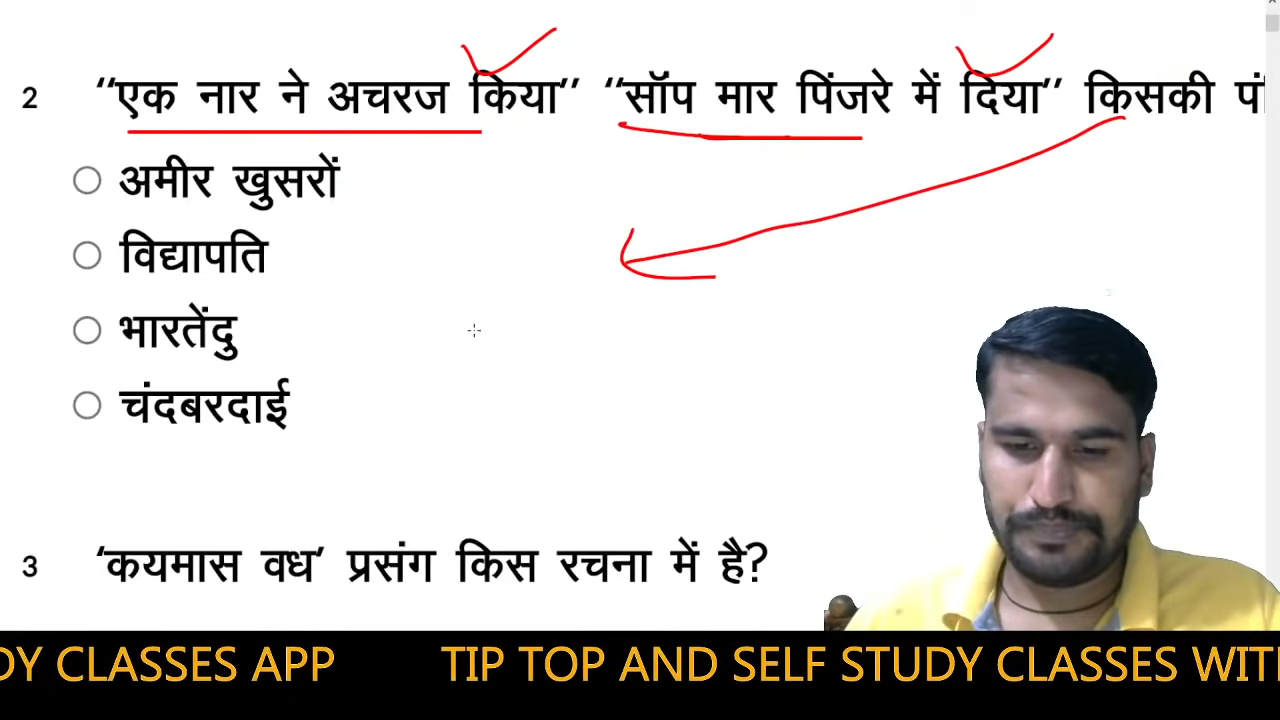 2 “एक नार ने अचरज किया” “सॉप मार पिंजरे में दिया” किसकी
अमीर खुसरों
विद्यापति
भारतेंदु
चंदबरदाई
3 ‘कयमास वध’ प्रसंग किस रचना में है?
DY CLASSES APP TIP TOP AND SELF STUDY CLASSES WIT